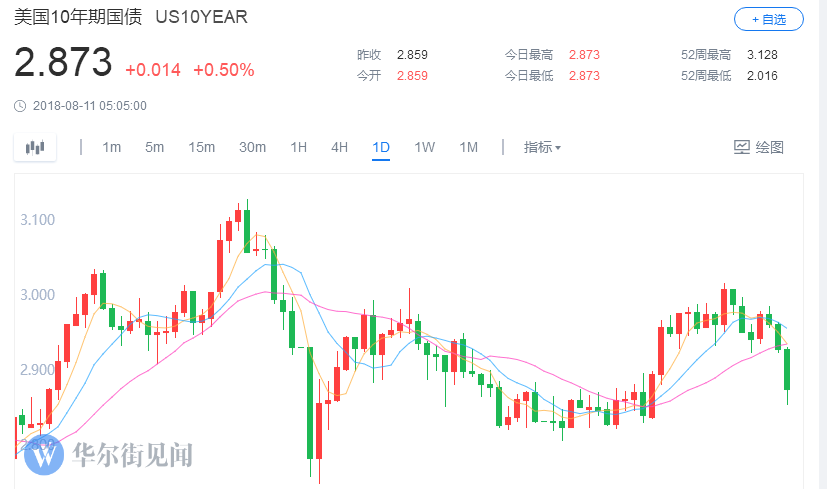 美国10年期国债 US10YEAR
+ 自选
2.873 +0.014 +0.50%
昨收 2.859 今日最高 2.873 52周最高 3.128
今开 2.859 今日最低 2.873 52周最低 2.016
2018-08-11 05:05:00
1m 5m 15m 30m 1H 4H 1D 1W 1M 指标 绘图
3.100
3.000
2.900
2.800
华尔街见闻